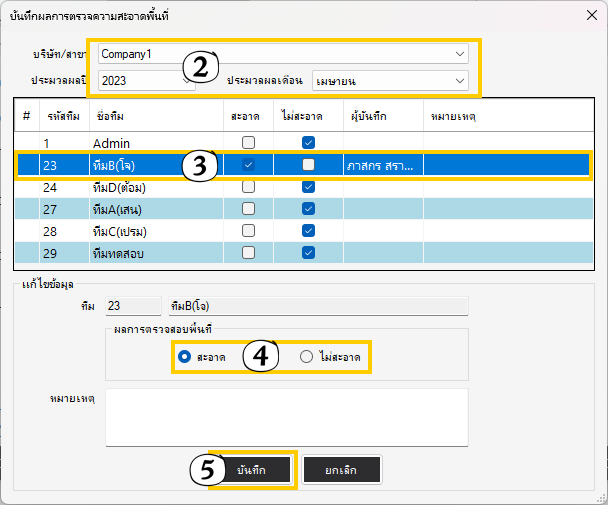 บันทึกผลการตรวจความสะอาดพื้นที่
บริษัท/สาขา Company1
2
ประมวลผลปี 2023 ประมวลผลเดือน เมษายน
# รหัสทีม ชื่อทีม สะอาด ไม่สะอาด ผู้บันทึก หมายเหตุ
1 Admin
23 ทีมB(โจ) 3 ภาสกร สรา...
24 ทีมD(ต้อม)
27 ทีมA(เสน)
28 ทีมC(เปรม)
29 ทีมทดสอบ
แก้ไขข้อมูล
ทีม 23 ทีมB(โจ)
ผลการตรวจสอบพื้นที่
สะอาด 4 ไม่สะอาด
หมายเหตุ
5 บันทึก ยกเลิก